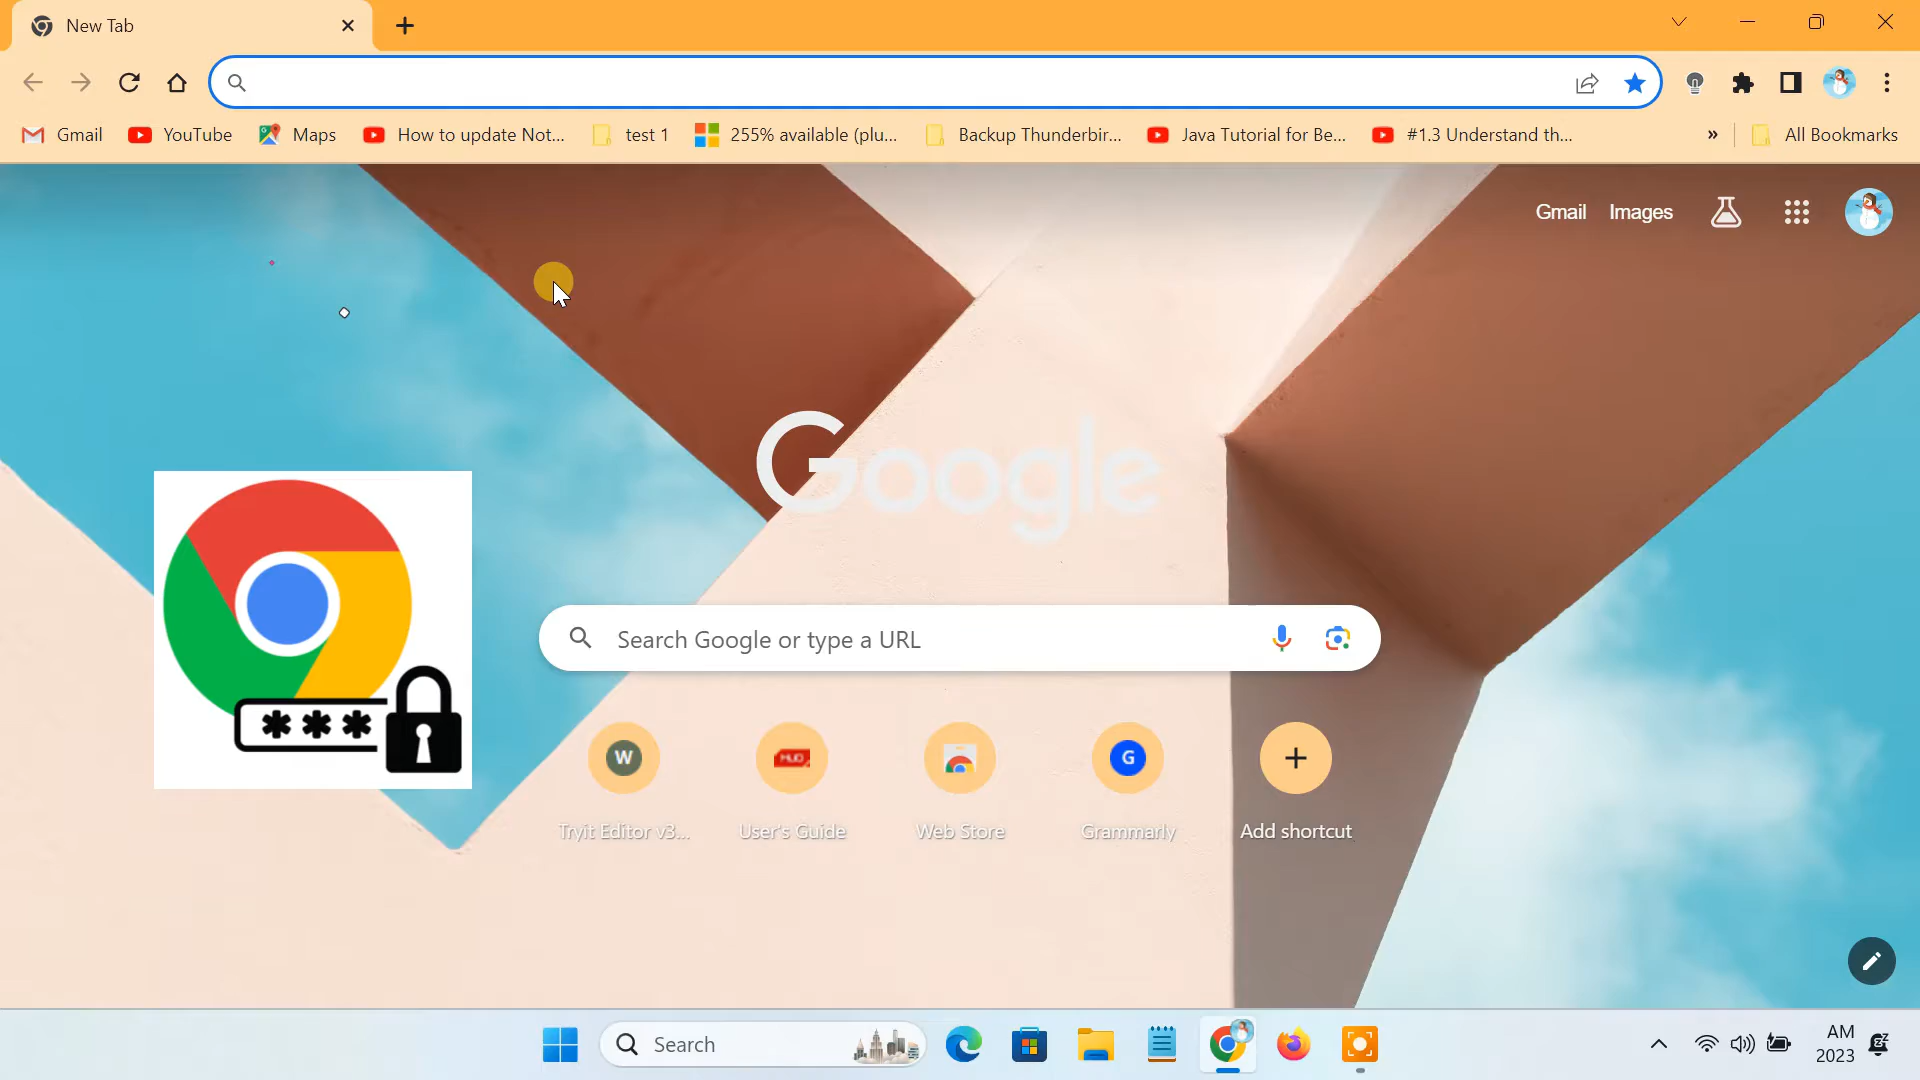 New Tab
Gmail YouTube Maps How to update Not... test 1 255% available (plu... Backup Thunderbir... Java Tutorial for Be... #1.3 Understand th... » All Bookmarks
Gmail Images
Google
***
Search Google or type a URL
W G
Tryit Editor v3... User's Guide Web Store Grammarly Add shortcut
Search
AM
2023